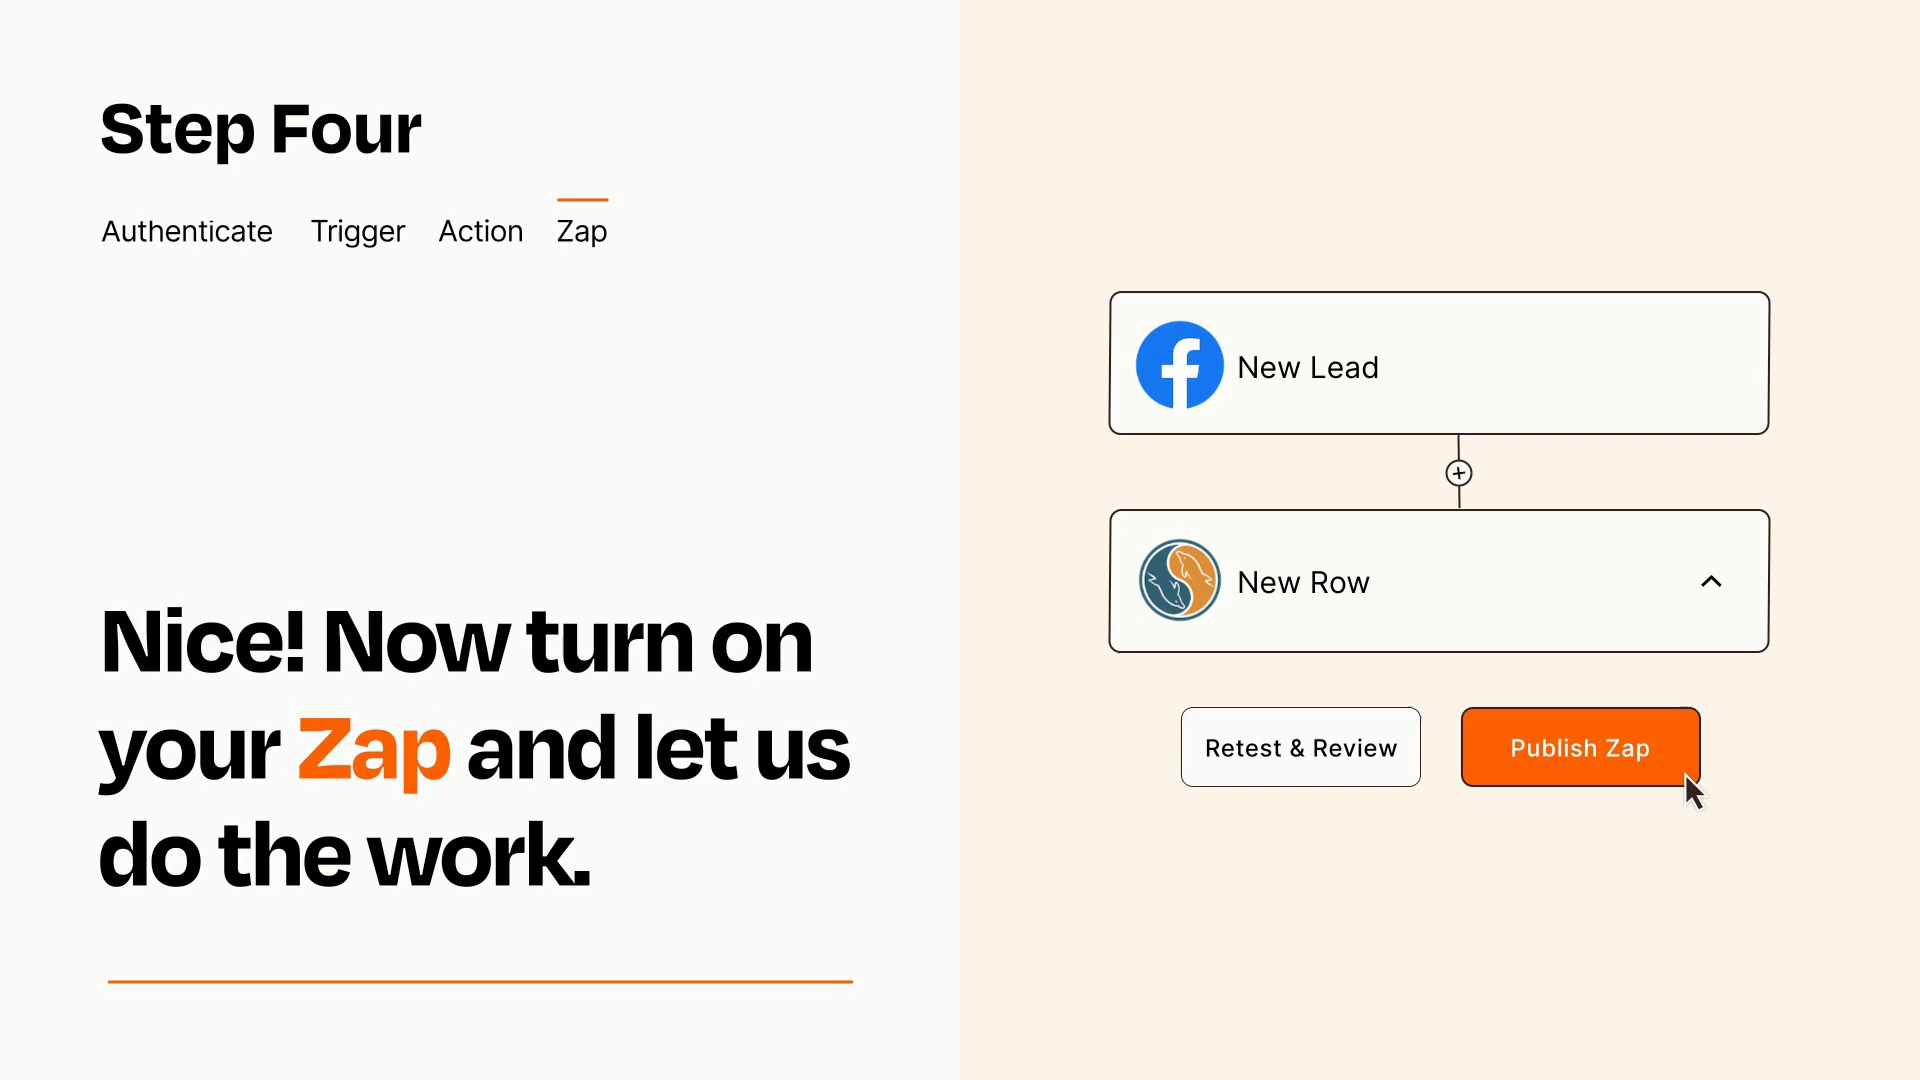 Step Four
Authenticate Trigger Action Zap
Nice! Now turn on
your Zap and let us
do the work.
New Lead
New Row
Retest & Review
Publish Zap